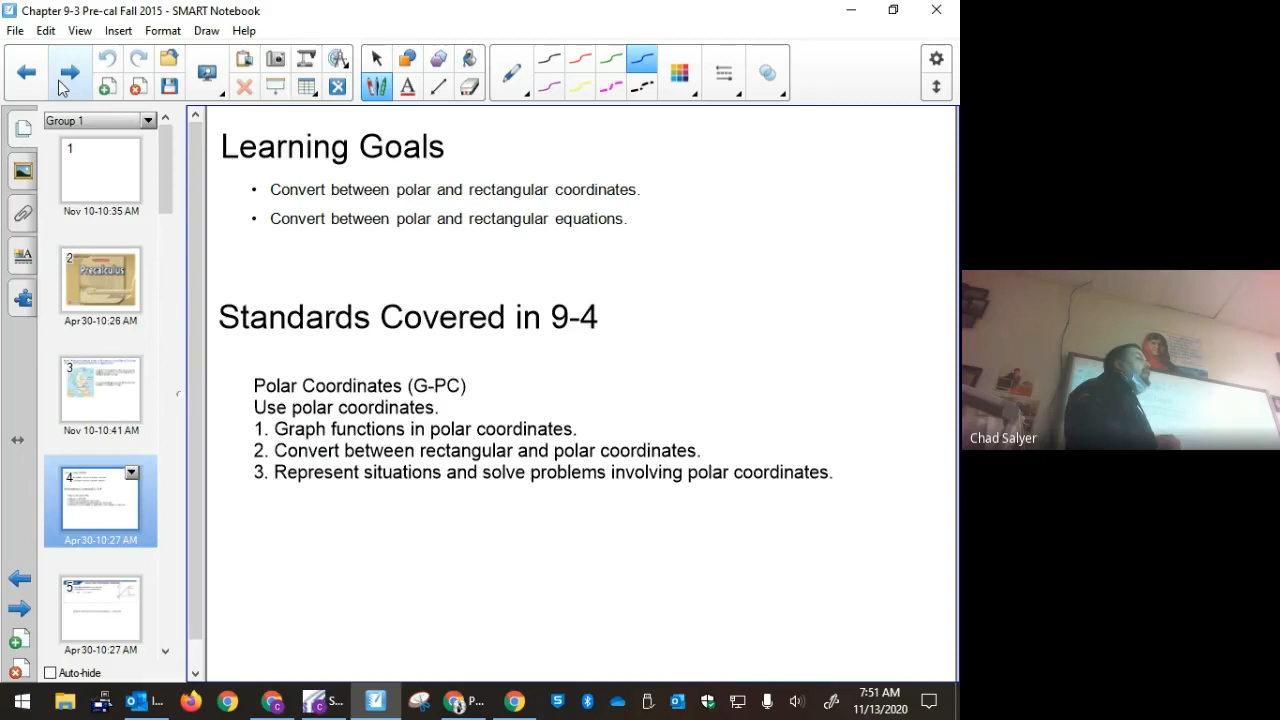 Chapter 9-3 Pre-cal Fall 2015 - SMART Notebook
File Edit View Insert Format Draw Help
Group 1
1
Nov 10-10:35 AM
2
Precalculus
Apr 30-10:26 AM
3
Nov 10-10:41 AM
4
Apr 30-10:27 AM
5
Apr 30-10:27 AM
Auto-hide
Learning Goals
• Convert between polar and rectangular coordinates.
• Convert between polar and rectangular equations.
Standards Covered in 9-4
Polar Coordinates (G-PC)
Use polar coordinates.
1. Graph functions in polar coordinates.
2. Convert between rectangular and polar coordinates.
3. Represent situations and solve problems involving polar coordinates.
Chad Salyer
I...
S...
P...
7:51 AM
11/13/2020